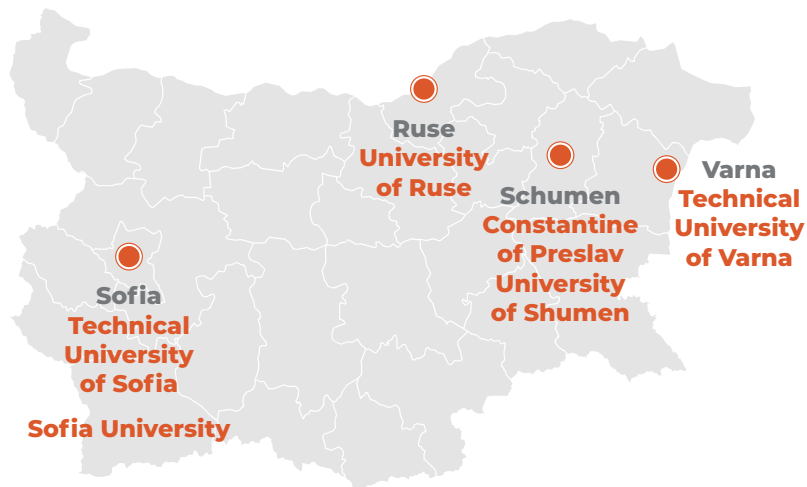 Ruse
University
of Ruse
Schumen
Constantine
of Preslav
University
of Shumen
Varna
Technical
University
of Varna
Sofia
Technical
University
of Sofia
Sofia University